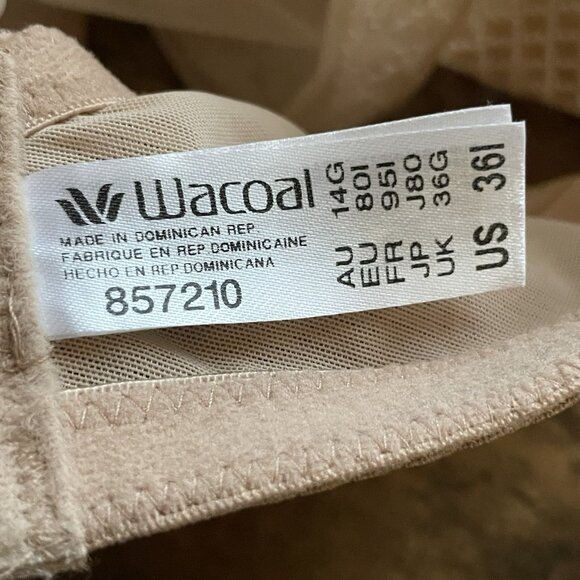 Wacoal
MADE IN DOMINICAN REP.
FABRIQUE EN REP DOMINICAINE
HECHO EN REP DOMINICANA
857210
AU 14G
EU 80I
FR 95I
JP J80
UK 36G
US 36I